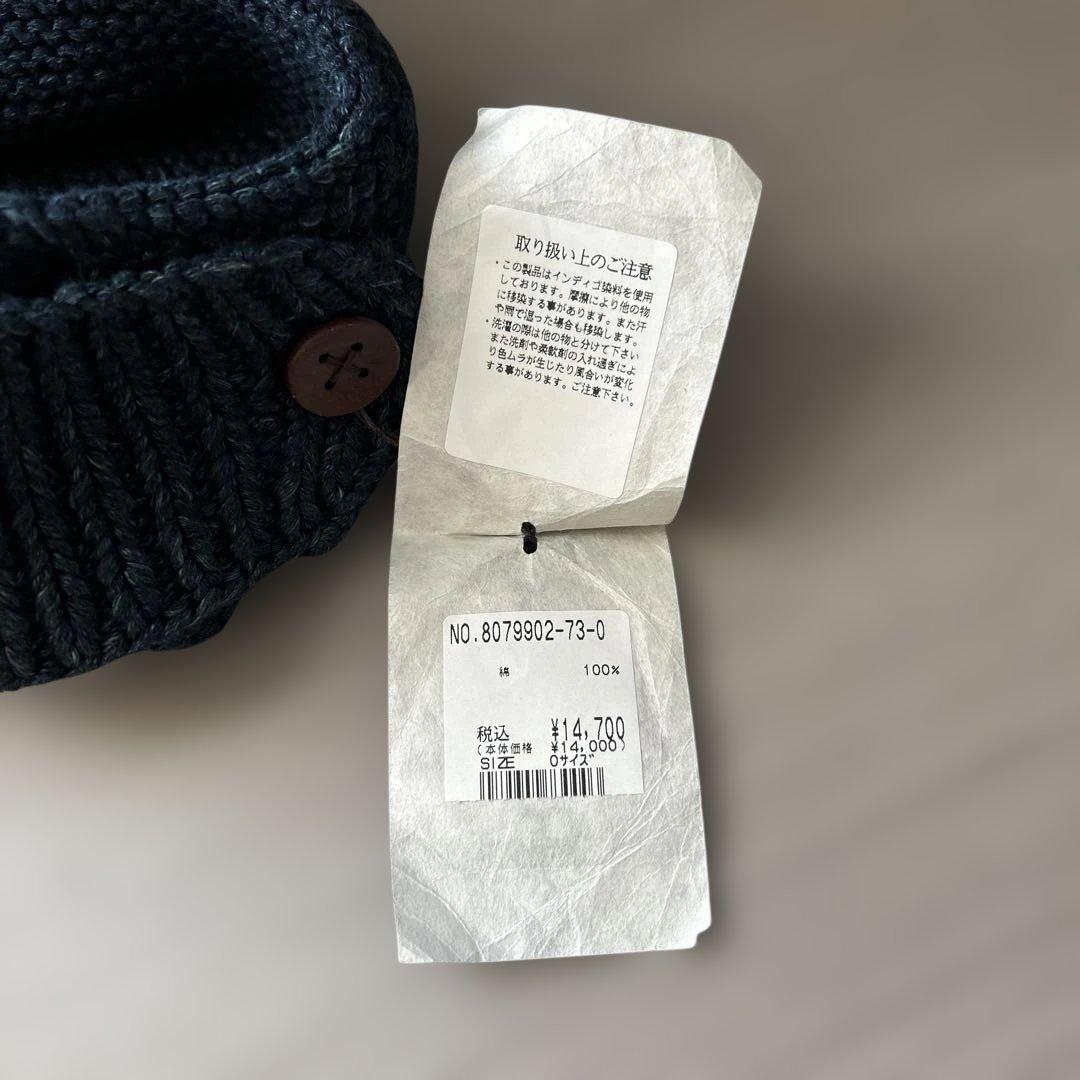 取り扱い上のご注意
・この製品はインディゴ染料を使用
しております。摩擦により他の物
に移染する事があります。また汗
や雨で湿った場合も移染します。
・洗濯の際は他の物と分けて下さい
また洗剤や柔軟剤の入れ過ぎによ
り色ムラが生じたり風合いが変化
する事があります。ご注意下さい。
NO.8079902-73-0
綿 100%
税込 ¥14,700
(本体価格 ¥14,000)
SIZE 0サイズ